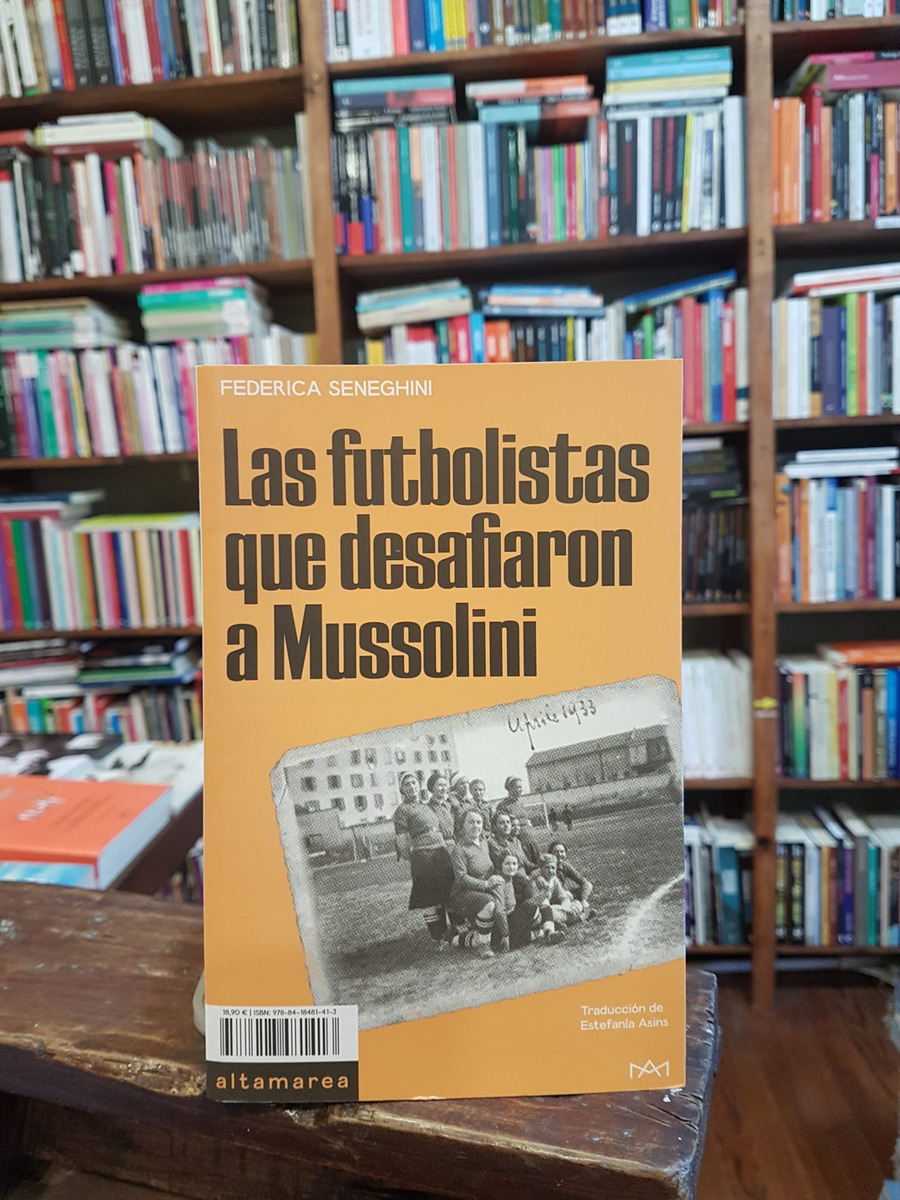 FEDERICA SENEGHINI
Las futbolistas
que desafiaron
a Mussolini
Aprile 1933
18,90 € | ISBN: 978-84-18481-41-3
altamarea
Traducción de
Estefanía Asins